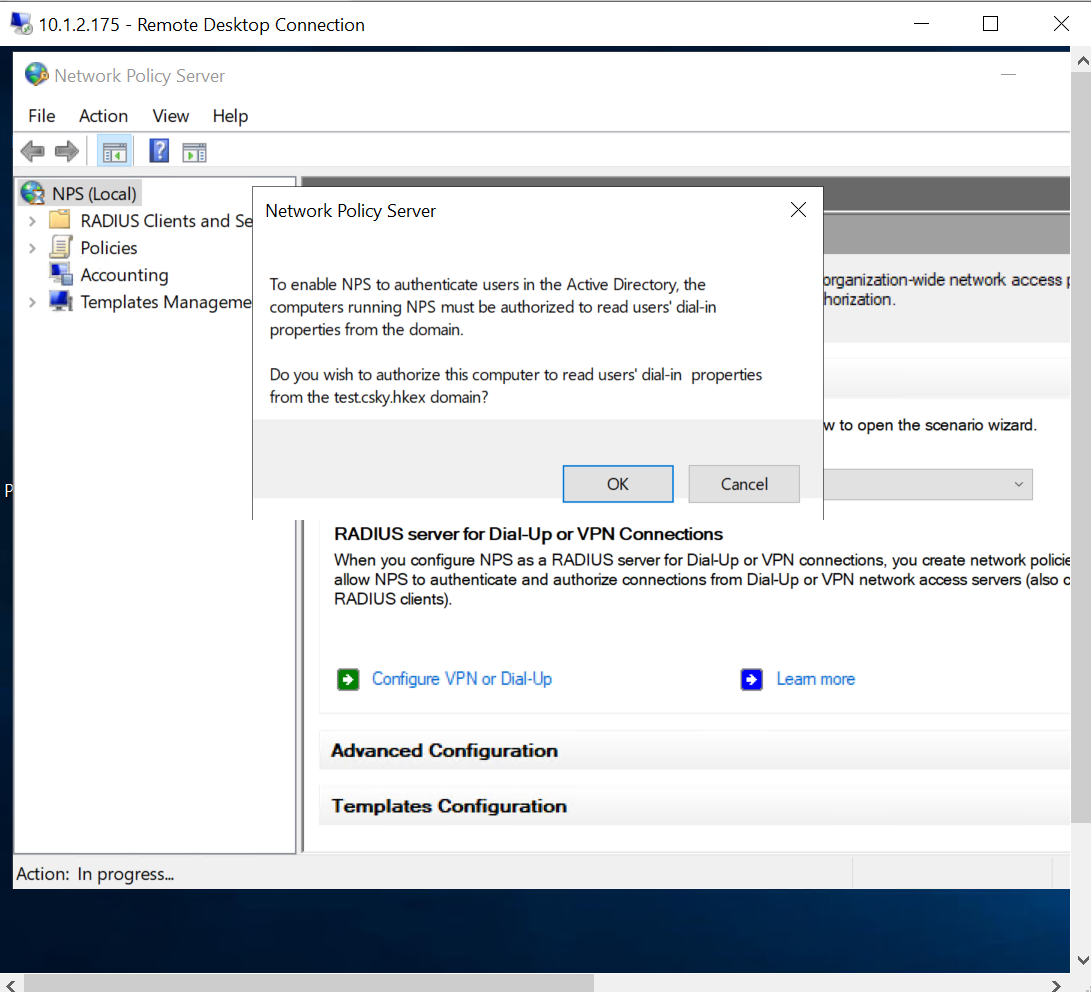 10.1.2.175 - Remote Desktop Connection
Network Policy Server
File Action View Help
NPS (Local)
RADIUS Clients and Se
Policies
Accounting
Templates Manageme
Network Policy Server
To enable NPS to authenticate users in the Active Directory, the
computers running NPS must be authorized to read users' dial-in
properties from the domain.
Do you wish to authorize this computer to read users' dial-in properties
from the test.csky.hkex domain?
OK Cancel
organization-wide network access p
horization.
w to open the scenario wizard.
P
RADIUS server for Dial-Up or VPN Connections
When you configure NPS as a RADIUS server for Dial-Up or VPN connections, you create network policie
allow NPS to authenticate and authorize connections from Dial-Up or VPN network access servers (also c
RADIUS clients).
Configure VPN or Dial-Up Learn more
Advanced Configuration
Templates Configuration
Action: In progress...